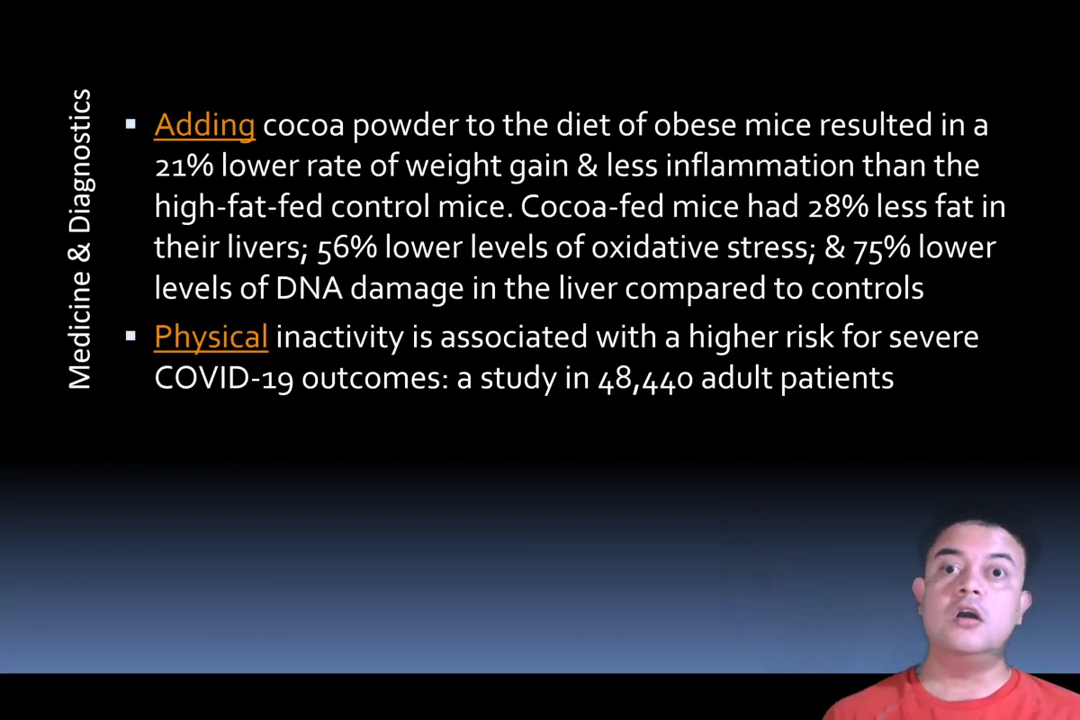 Medicine & Diagnostics
▪ Adding cocoa powder to the diet of obese mice resulted in a
21% lower rate of weight gain & less inflammation than the
high-fat-fed control mice. Cocoa-fed mice had 28% less fat in
their livers; 56% lower levels of oxidative stress; & 75% lower
levels of DNA damage in the liver compared to controls
▪ Physical inactivity is associated with a higher risk for severe
COVID-19 outcomes: a study in 48,440 adult patients